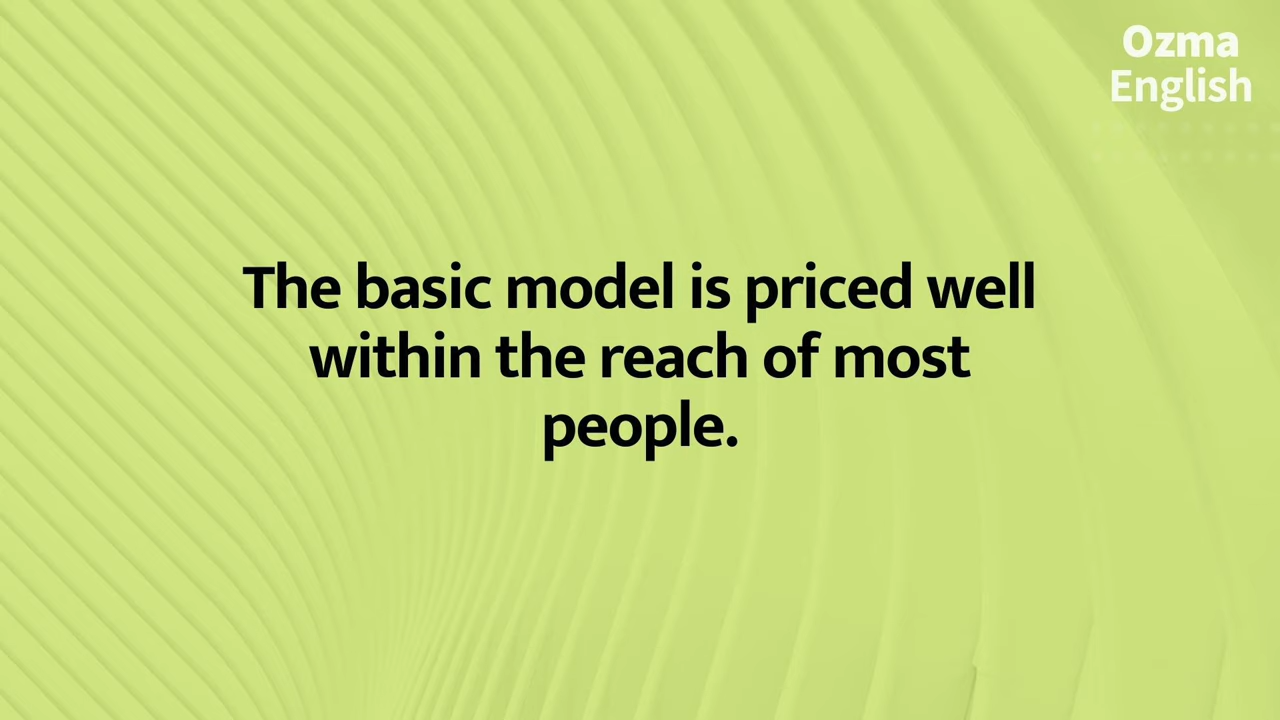 Ozma
English
The basic model is priced well
within the reach of most
people.